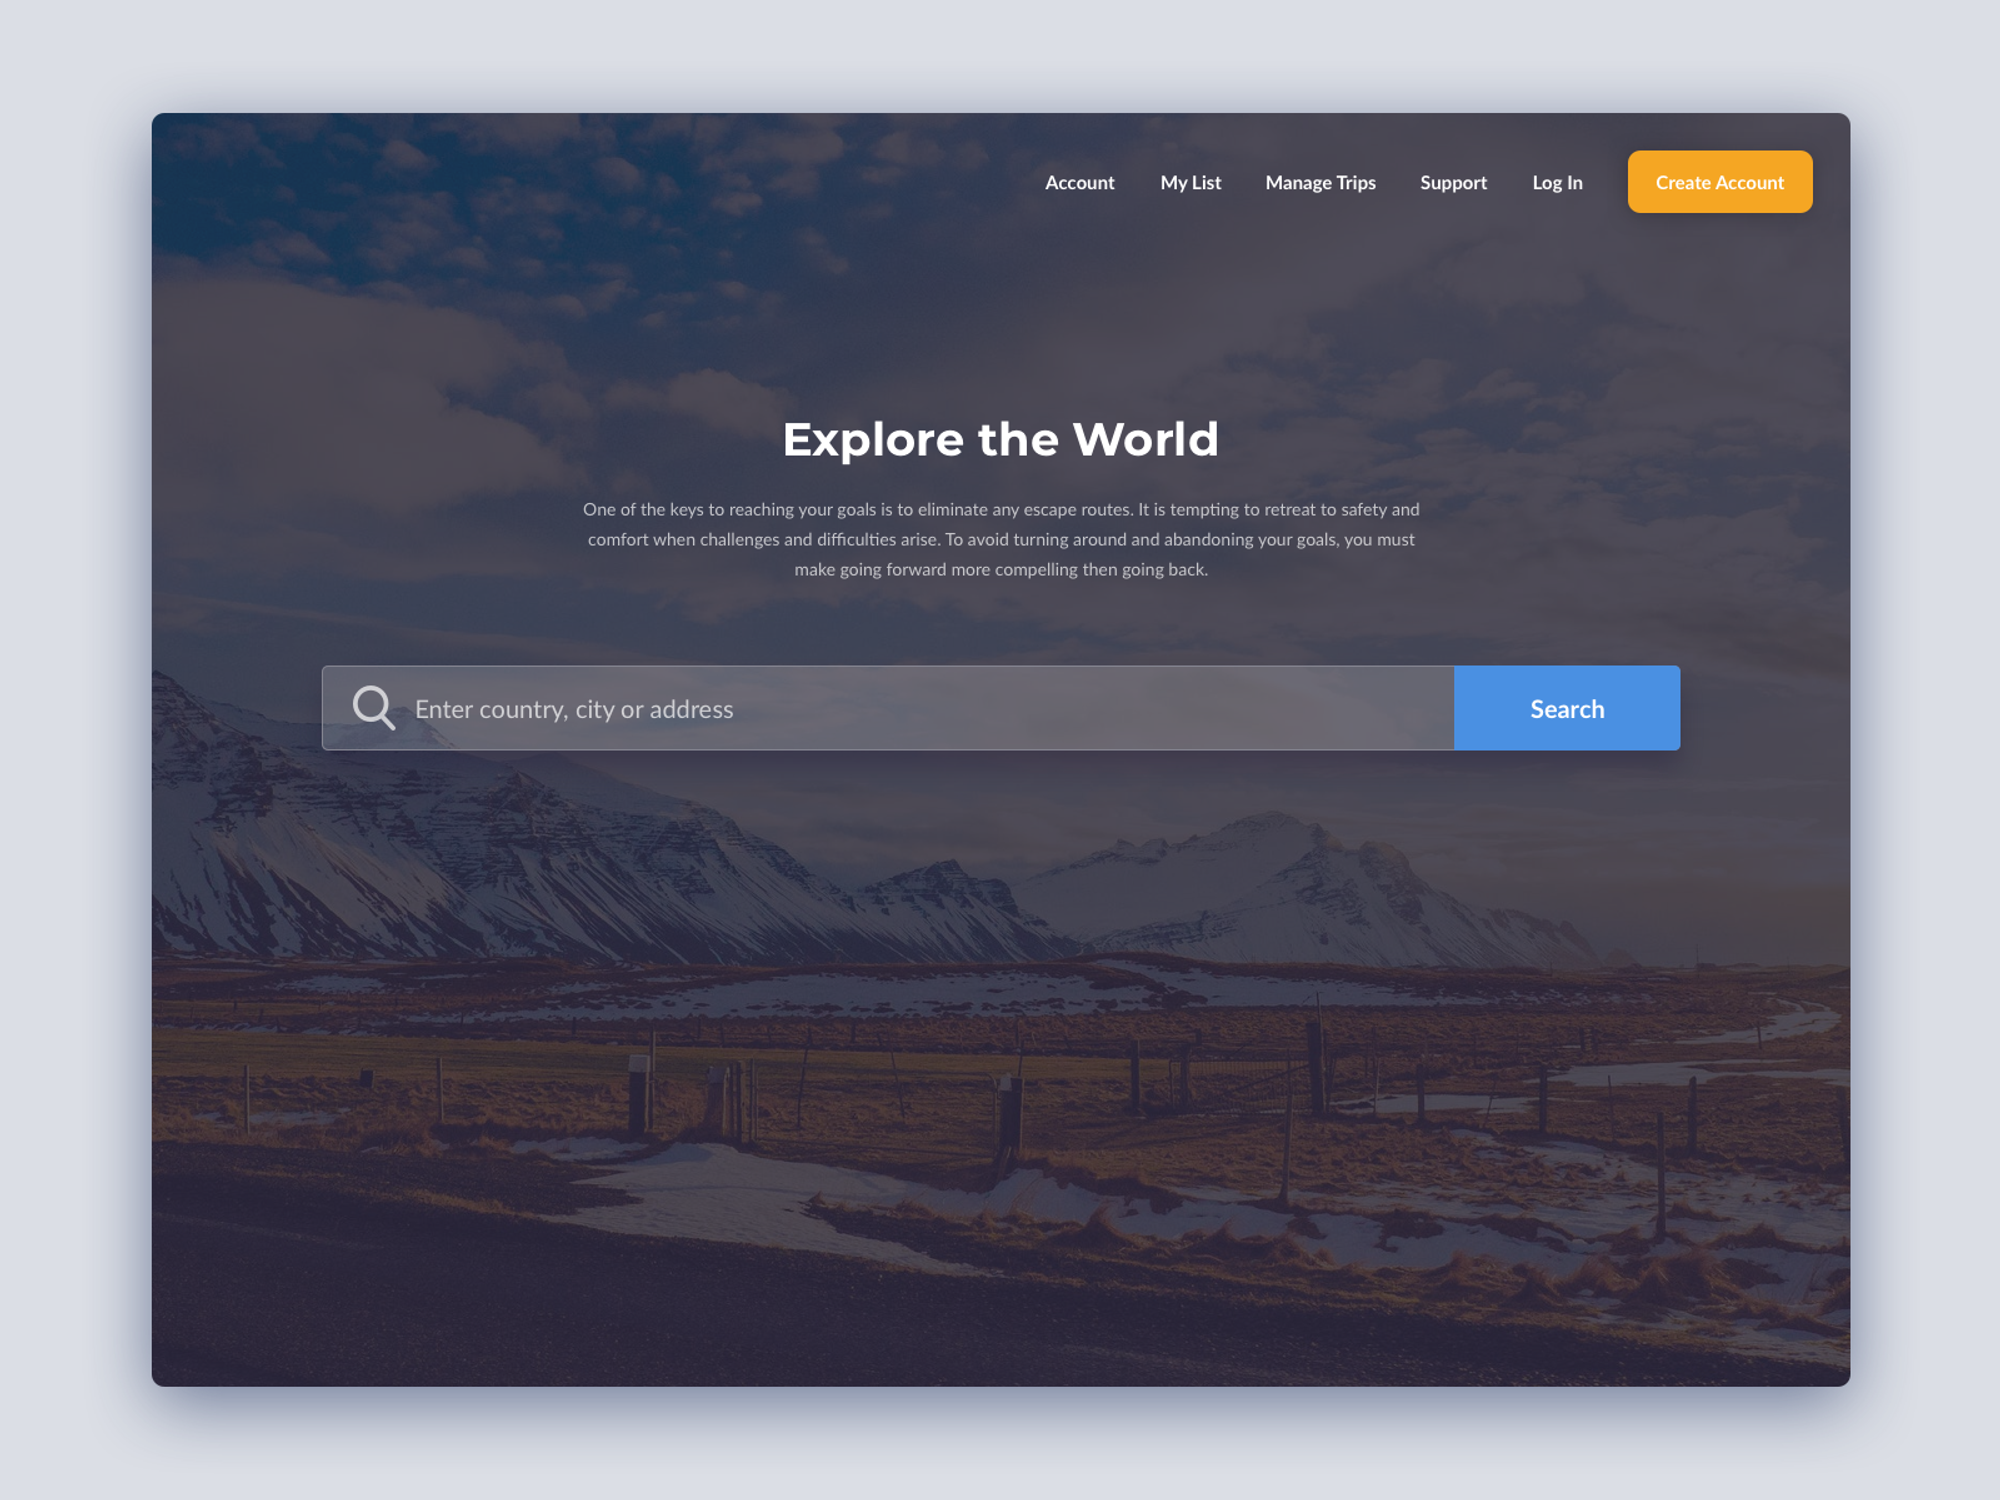 Account My List Manage Trips Support Log In Create Account
Explore the World
One of the keys to reaching your goals is to eliminate any escape routes. It is tempting to retreat to safety and
comfort when challenges and difficulties arise. To avoid turning around and abandoning your goals, you must
make going forward more compelling then going back.
Enter country, city or address Search